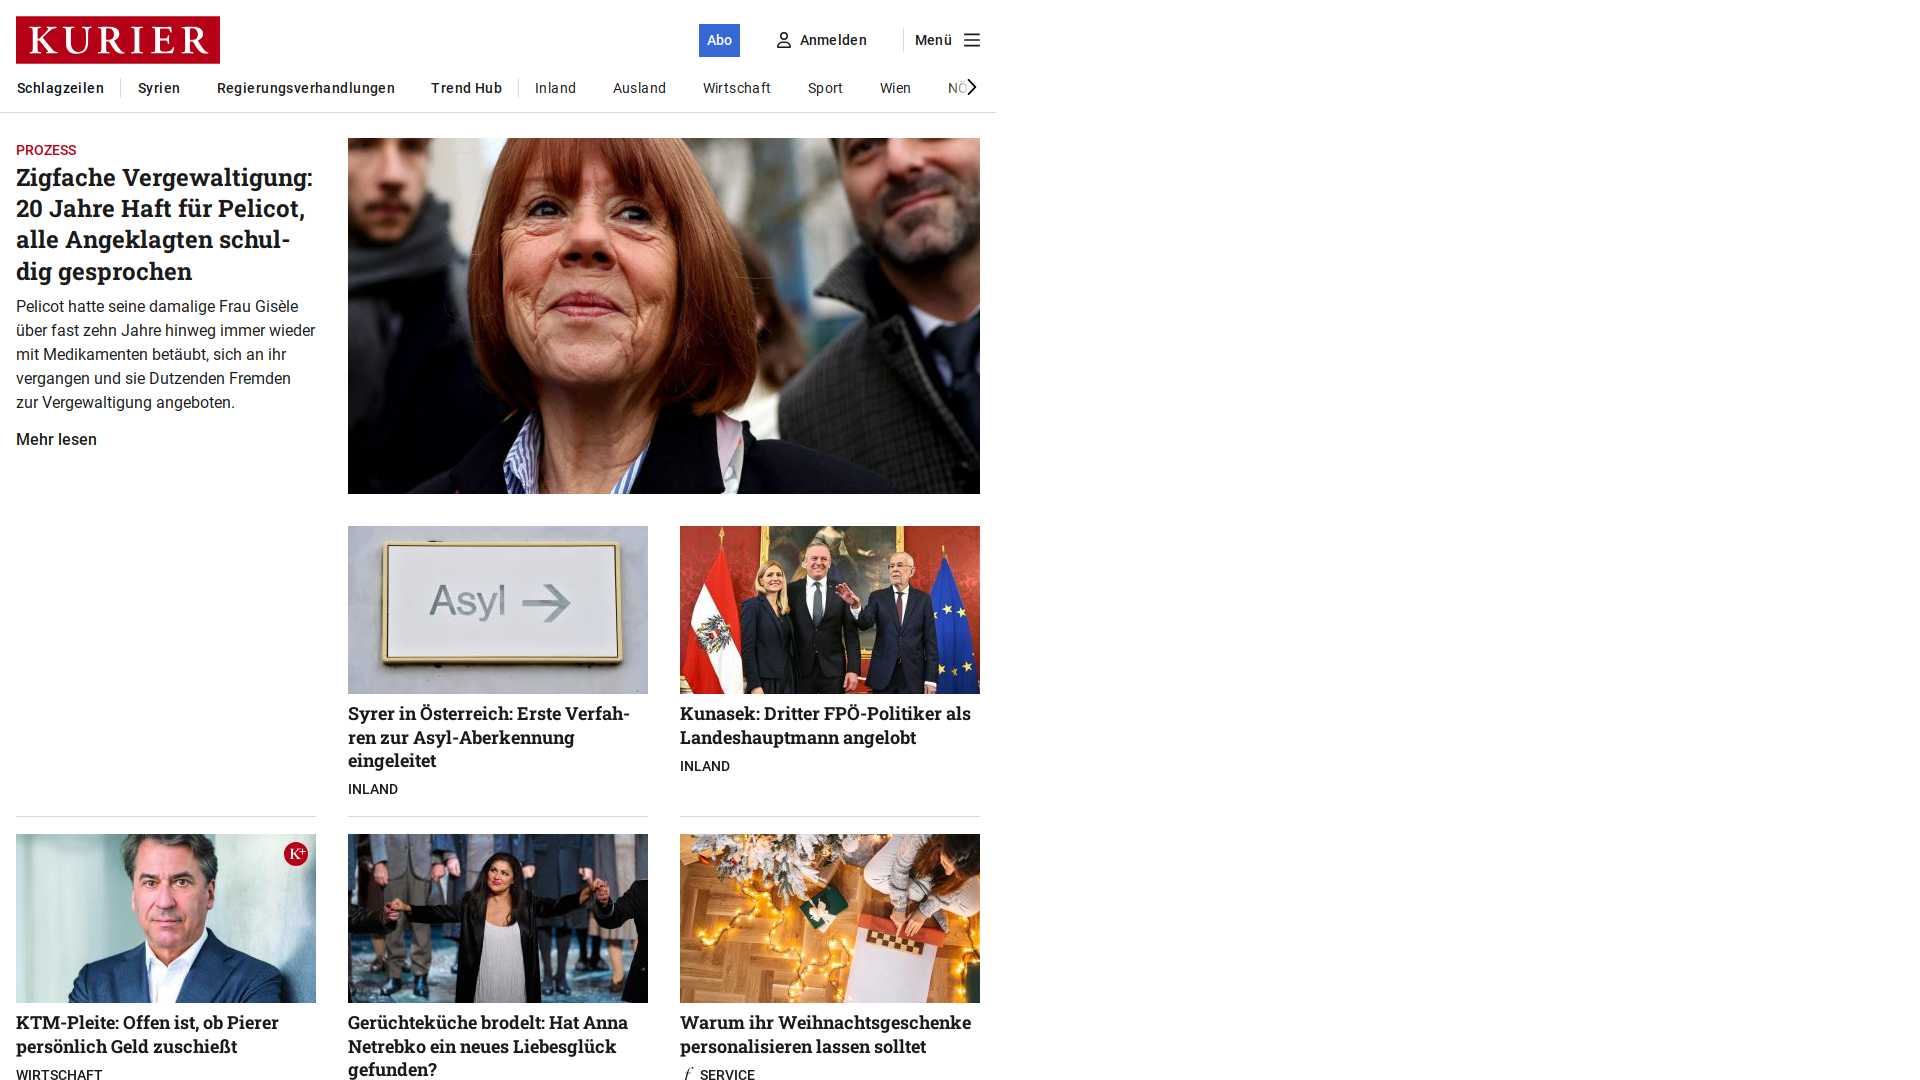 KURIER
Abo
Anmelden
Menü
Schlagzeilen
Syrien
Regierungsverhandlungen
Trend Hub
Inland
Ausland
Wirtschaft
Sport
Wien
NÖ
PROZESS
Zigfache Vergewaltigung:
20 Jahre Haft für Pelicot,
alle Angeklagten schul-
dig gesprochen
Pelicot hatte seine damalige Frau Gisèle
über fast zehn Jahre hinweg immer wieder
mit Medikamenten betäubt, sich an ihr
vergangen und sie Dutzenden Fremden
zur Vergewaltigung angeboten.
Mehr lesen
Asyl →
Syrer in Österreich: Erste Verfah-
ren zur Asyl-Aberkennung
eingeleitet
INLAND
Kunasek: Dritter FPÖ-Politiker als
Landeshauptmann angelobt
INLAND
K+
KTM-Pleite: Offen ist, ob Pierer
persönlich Geld zuschießt
WIRTSCHAFT
Gerüchteküche brodelt: Hat Anna
Netrebko ein neues Liebesglück
gefunden?
Warum ihr Weihnachtsgeschenke
personalisieren lassen solltet
f SERVICE